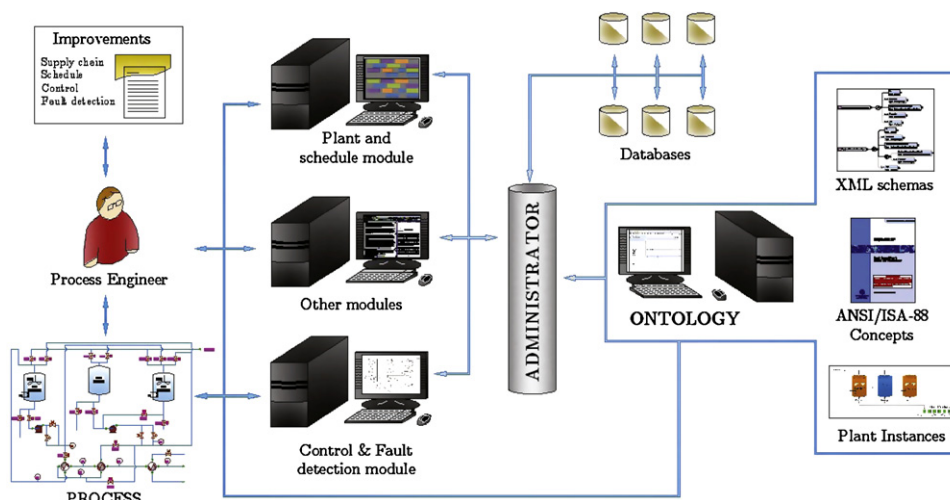 Improvements
Supply chain
Schedule
Control
Fault detection
Process Engineer
PROCESS
Plant and
schedule module
Other modules
Control & Fault
detection module
Databases
ADMINISTRATOR
ONTOLOGY
XML schemas
ANSI/ISA-88
Concepts
Plant Instances